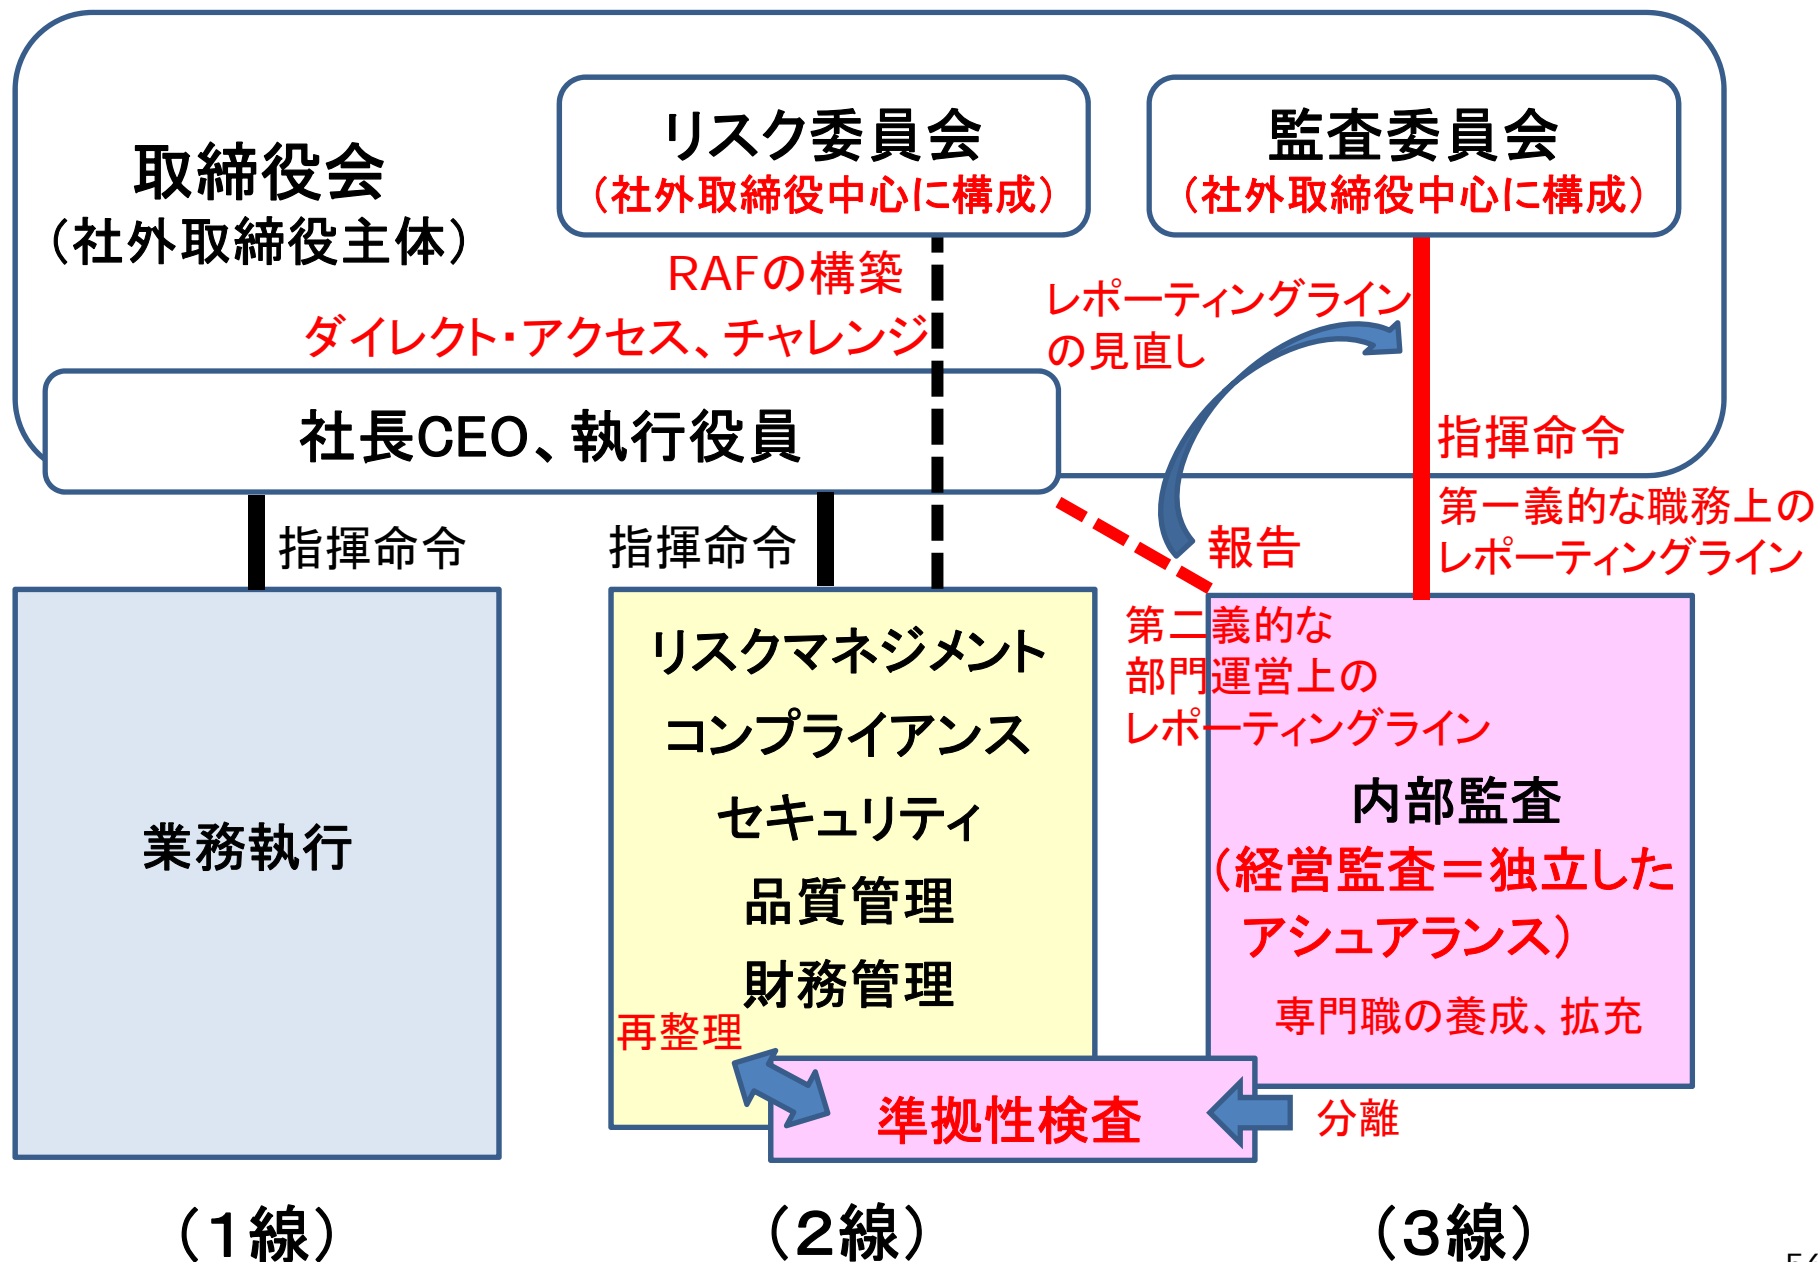 取締役会
（社外取締役主体）
リスク委員会
（社外取締役中心に構成）
監査委員会
（社外取締役中心に構成）
RAFの構築
ダイレクト・アクセス、チャレンジ
レポーティングライン
の見直し
社長CEO、執行役員
指揮命令
第一義的な職務上の
レポーティングライン
指揮命令
指揮命令
報告
第二義的な
部門運営上の
レポーティングライン
業務執行
リスクマネジメント
コンプライアンス
セキュリティ
品質管理
財務管理
再整理
内部監査
（経営監査＝独立した
アシュアランス）
専門職の養成、拡充
準拠性検査
分離
（１線）
（２線）
（３線）